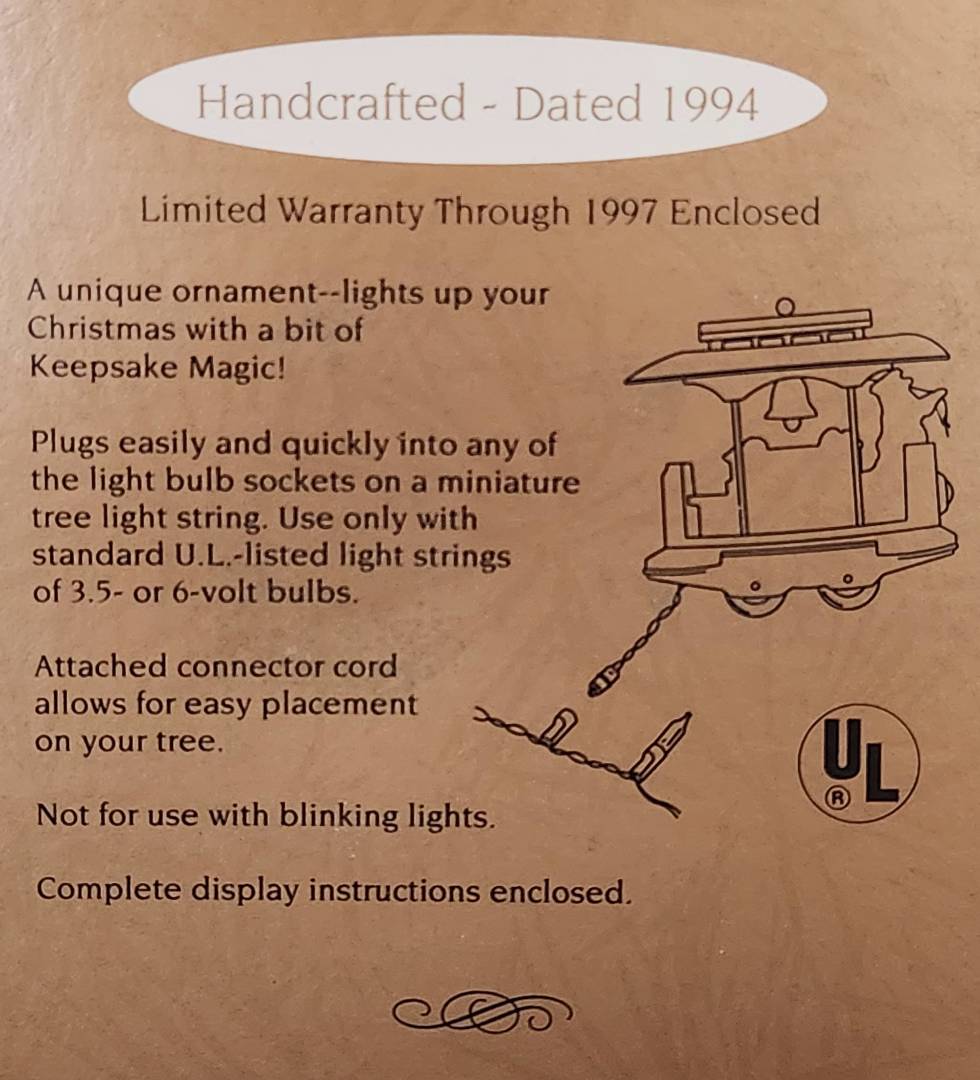 Handcrafted - Dated 1994
Limited Warranty Through 1997 Enclosed
A unique ornament--lights up your
Christmas with a bit of
Keepsake Magic!
Plugs easily and quickly into any of
the light bulb sockets on a miniature
tree light string. Use only with
standard U.L.-listed light strings
of 3.5- or 6-volt bulbs.
Attached connector cord
allows for easy placement
on your tree.
UL
®
Not for use with blinking lights.
Complete display instructions enclosed.